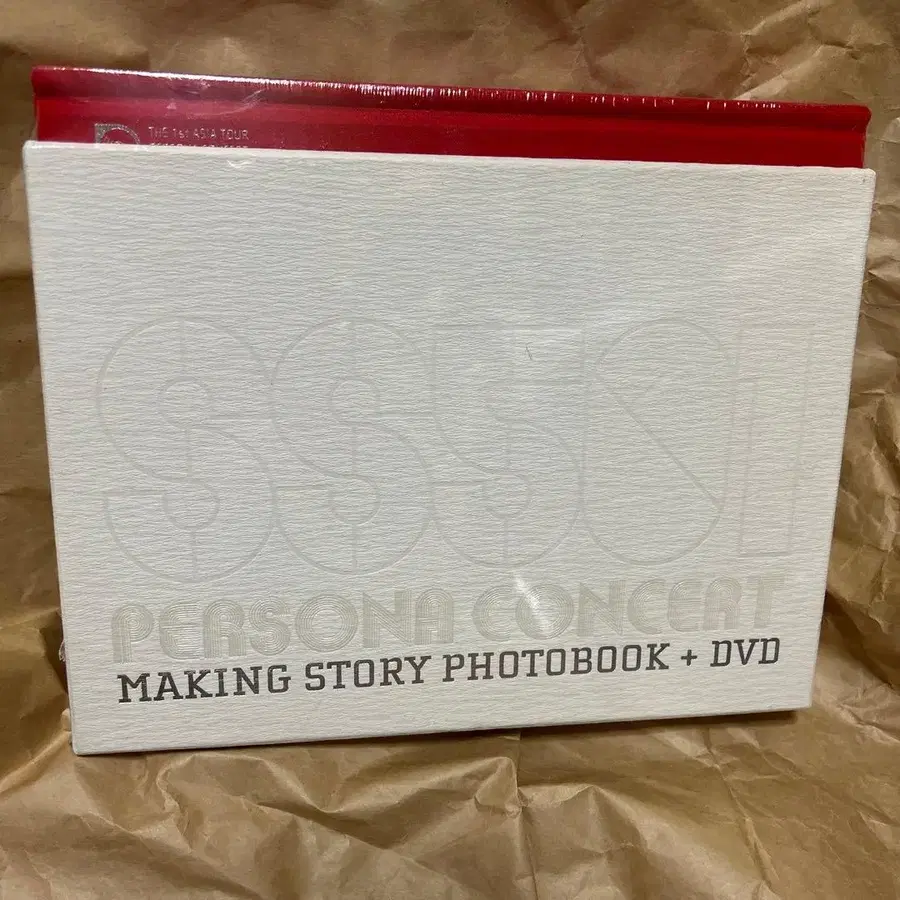 THE 1st ASIA TOUR
SS501
PERSONA CONCERT
MAKING STORY PHOTOBOOK + DVD